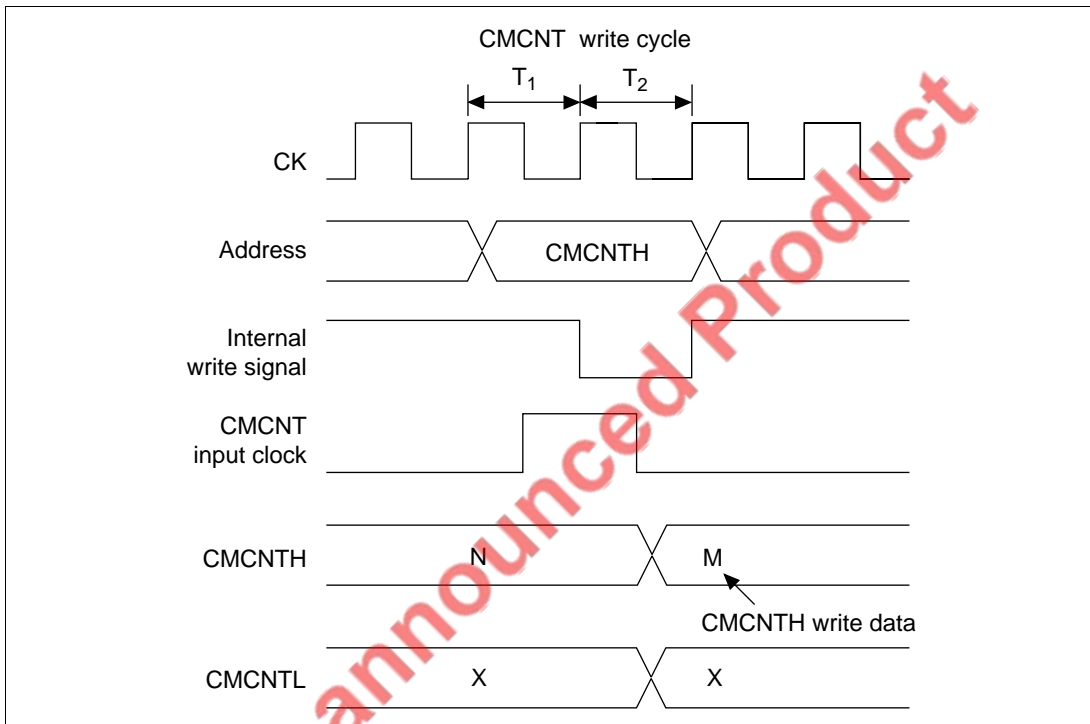 CMCNT write cycle
T1 T2
CK
Address CMCNTH
Internal
write signal
CMCNT
input clock
CMCNTH N M
CMCNTH write data
CMCNTL X X
announced Product